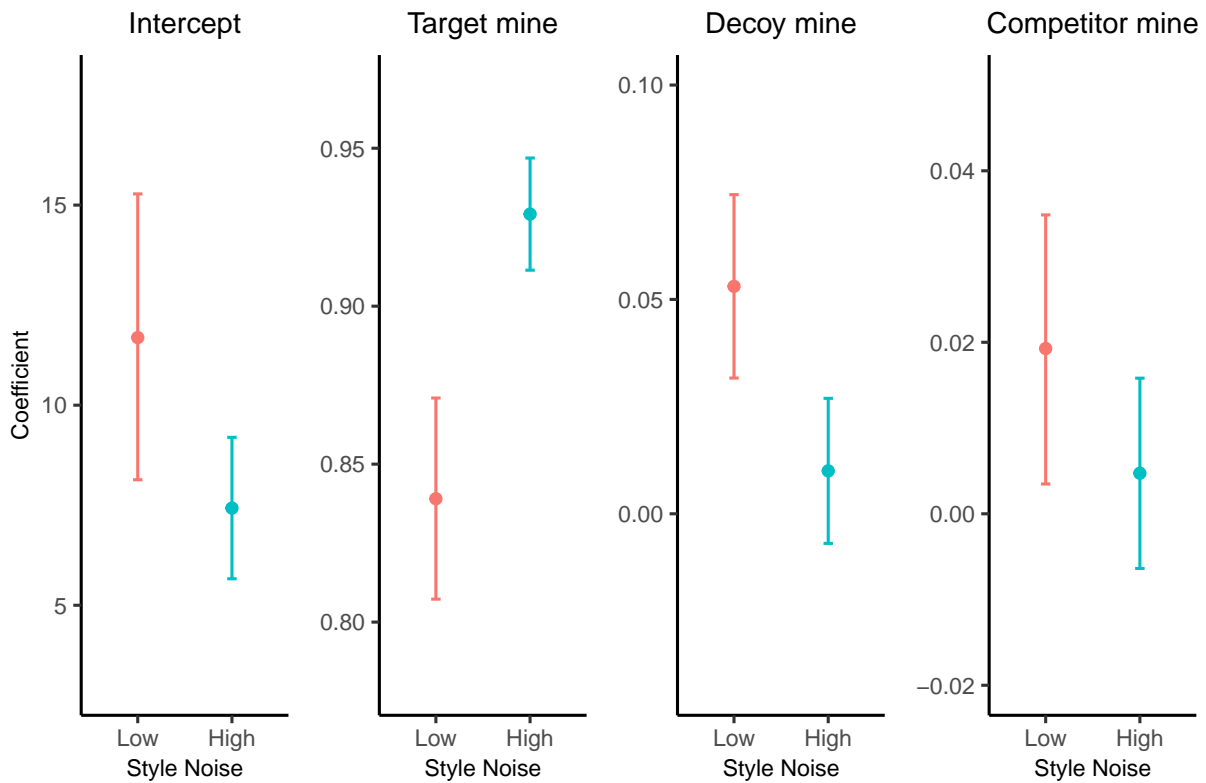 Intercept
Target mine
Decoy mine
Competitor mine
Coefficient
15
10
5
0.95
0.90
0.85
0.80
0.10
0.05
0.00
0.04
0.02
0.00
−0.02
Low High
Low High
Low High
Low High
Style Noise
Style Noise
Style Noise
Style Noise